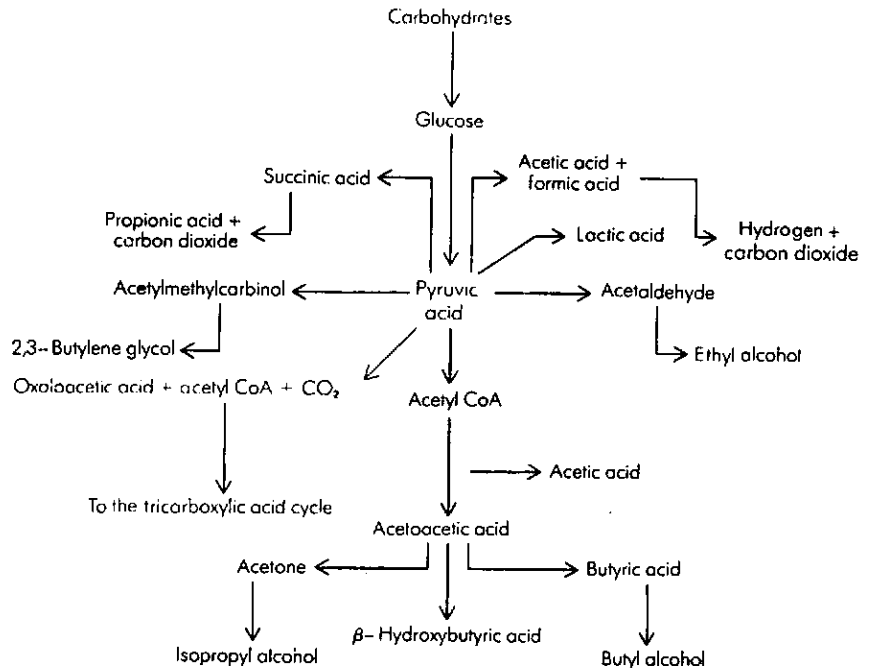 Carbohydrates
Glucose
Succinic acid
Acetic acid +
formic acid
Propionic acid +
carbon dioxide
Lactic acid
Hydrogen +
carbon dioxide
Acetylmethylcarbinol
Pyruvic
acid
Acetaldehyde
2,3-Butylene glycol
Ethyl alcohol
Oxaloacetic acid + acetyl CoA + CO₂
Acetyl CoA
Acetic acid
To the tricarboxylic acid cycle
Acetoacetic acid
Acetone
Butyric acid
β-Hydroxybutyric acid
Isopropyl alcohol
Butyl alcohol